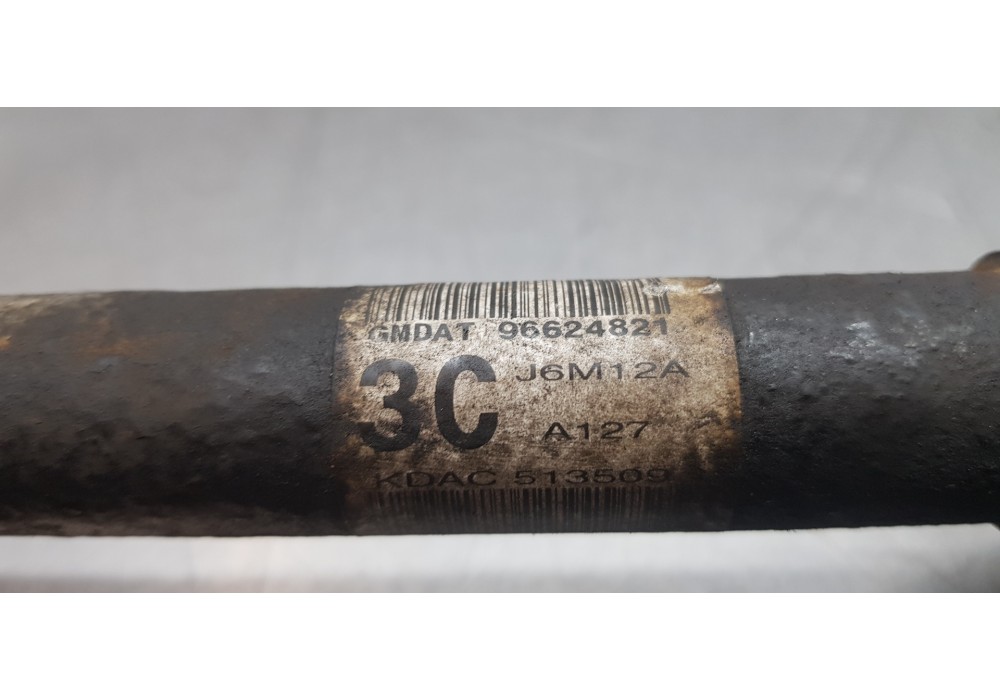 GMDAT 96624821
3C J6M12A
A127
KDAC 513509